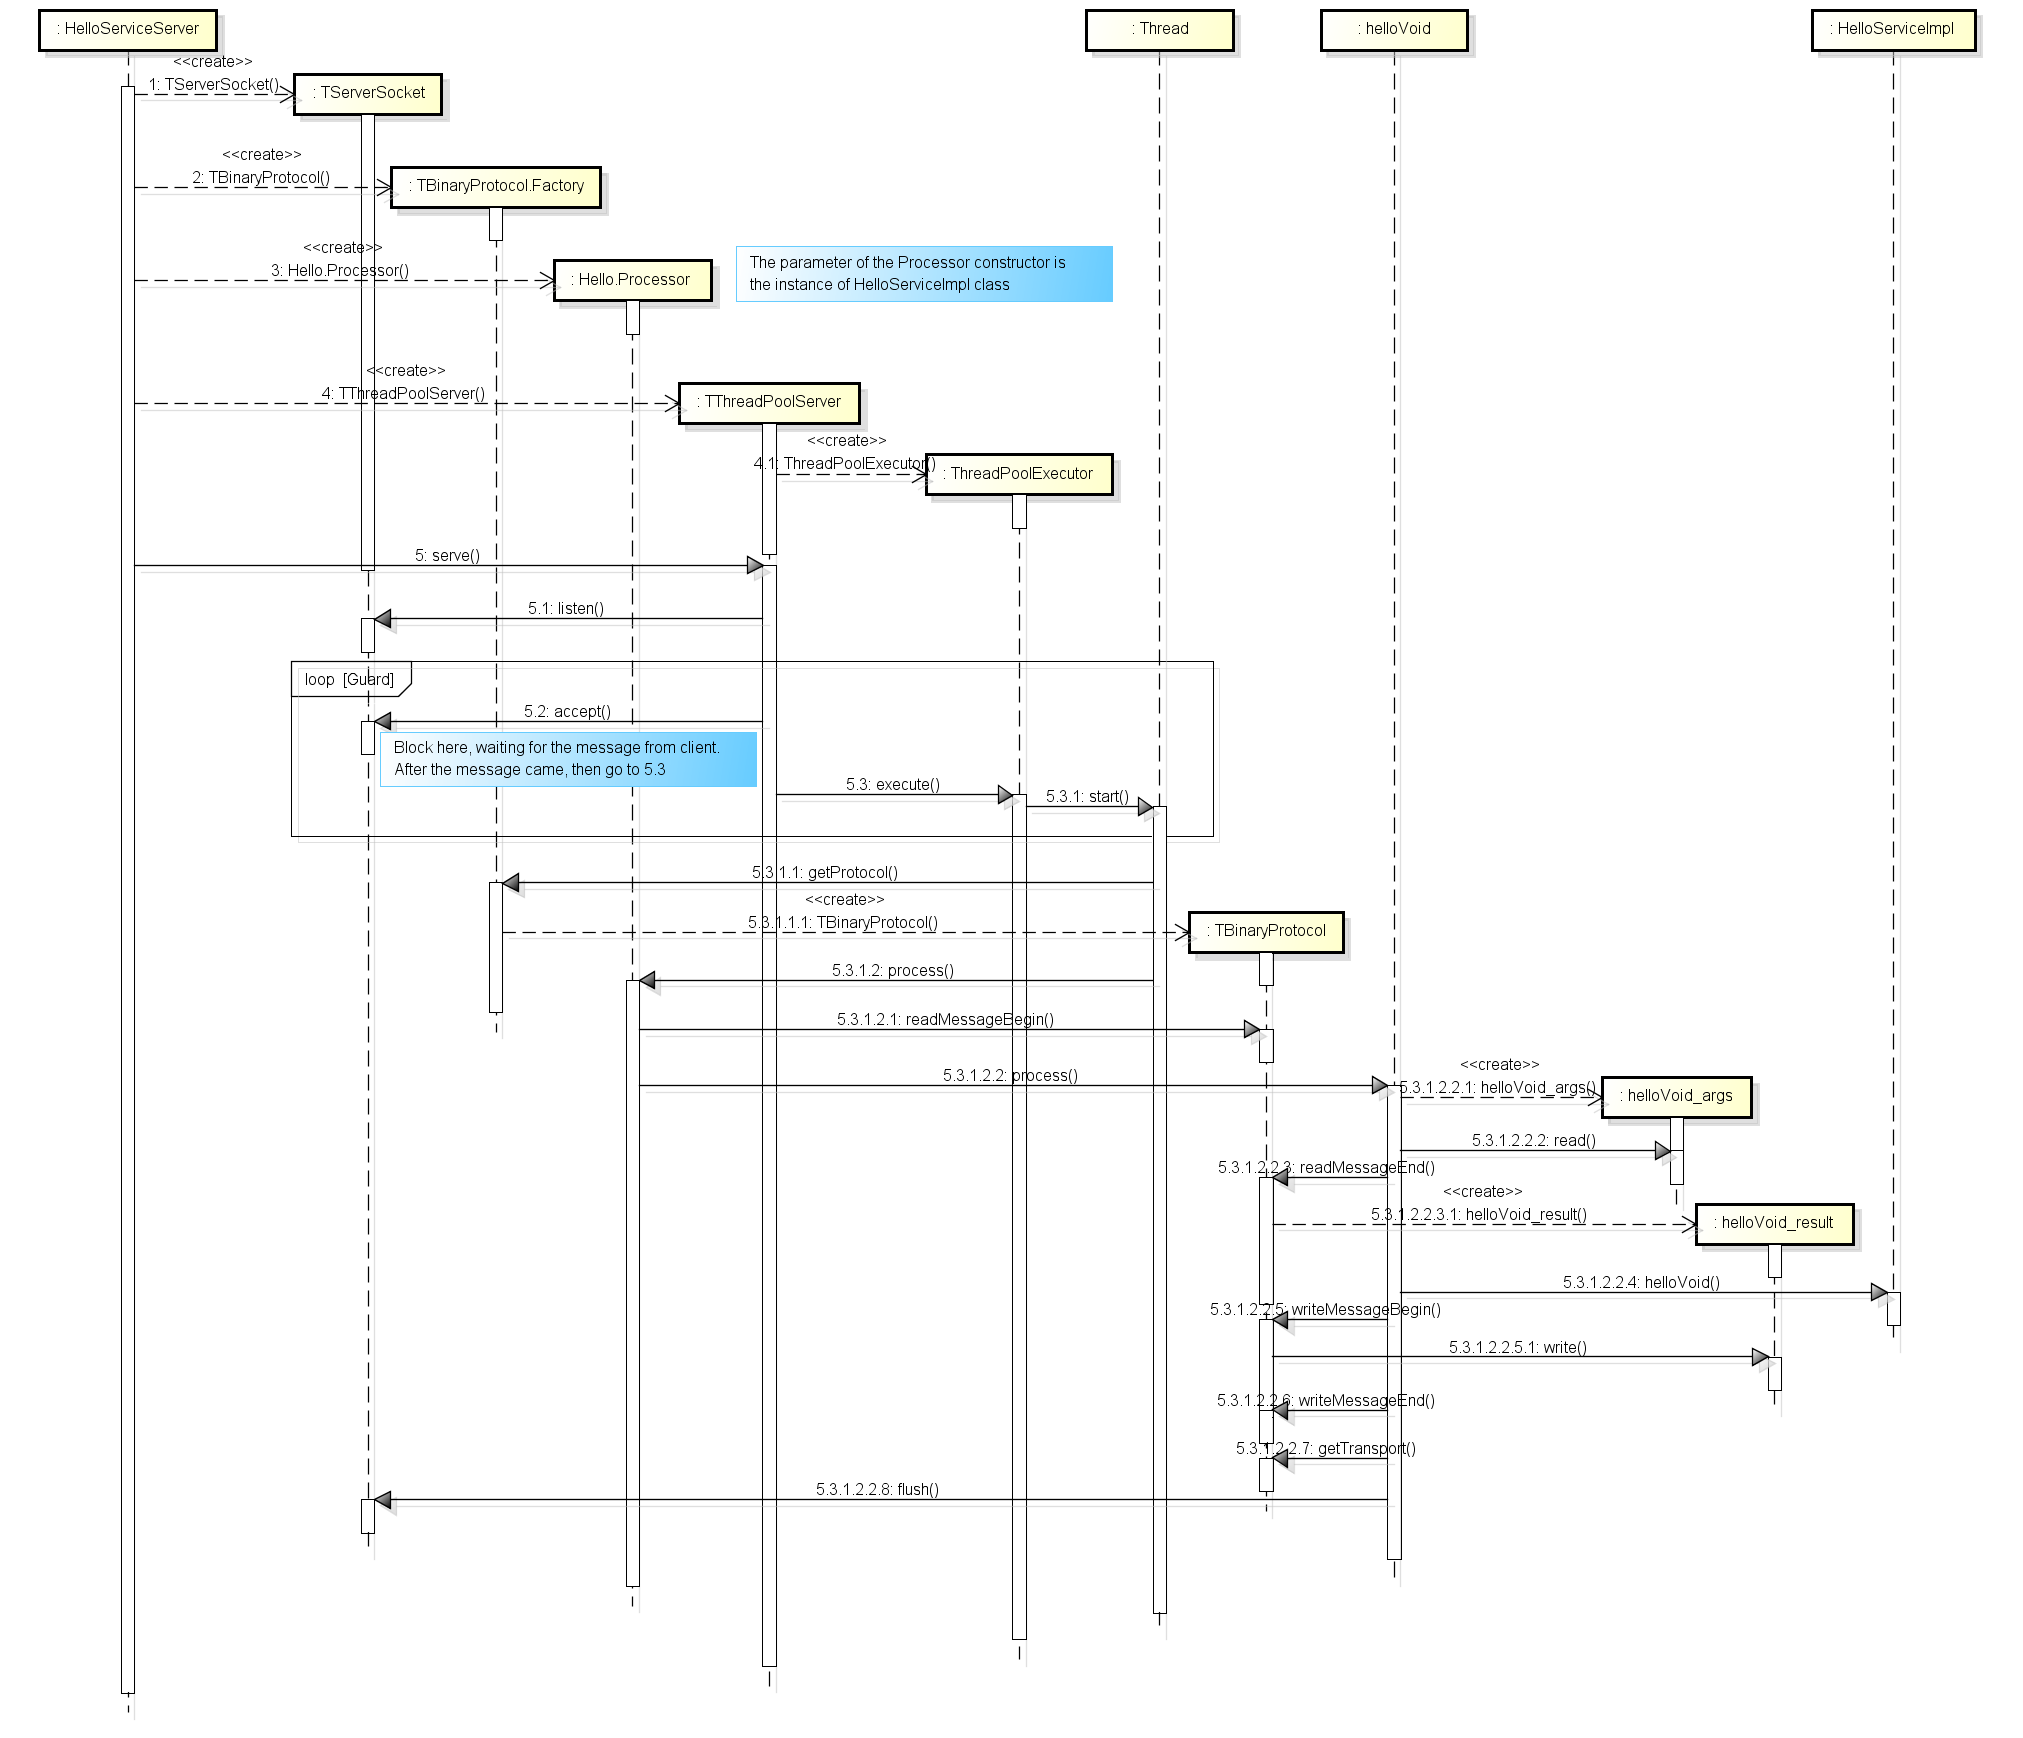 : HelloServiceServer
: Thread
: helloVoid
: HelloServiceImpl
<<create>>
1: TServerSocket()
: TServerSocket
<<create>>
2: TBinaryProtocol()
: TBinaryProtocol.Factory
<<create>>
3: Hello.Processor()
: Hello.Processor
The parameter of the Processor constructor is
the instance of HelloServiceImpl class
<<create>>
4: TThreadPoolServer()
: TThreadPoolServer
<<create>>
4.1: ThreadPoolExecutor()
: ThreadPoolExecutor
5: serve()
5.1: listen()
loop [Guard]
5.2: accept()
Block here, waiting for the message from client.
After the message came, then go to 5.3
5.3: execute()
5.3.1: start()
5.3.1.1: getProtocol()
<<create>>
5.3.1.1.1: TBinaryProtocol()
: TBinaryProtocol
5.3.1.2: process()
5.3.1.2.1: readMessageBegin()
5.3.1.2.2: process()
<<create>>
5.3.1.2.2.1: helloVoid_args()
: helloVoid_args
5.3.1.2.2.2: read()
5.3.1.2.2.3: readMessageEnd()
<<create>>
5.3.1.2.2.3.1: helloVoid_result()
: helloVoid_result
5.3.1.2.2.4: helloVoid()
5.3.1.2.2.5: writeMessageBegin()
5.3.1.2.2.5.1: write()
5.3.1.2.2.6: writeMessageEnd()
5.3.1.2.2.7: getTransport()
5.3.1.2.2.8: flush()